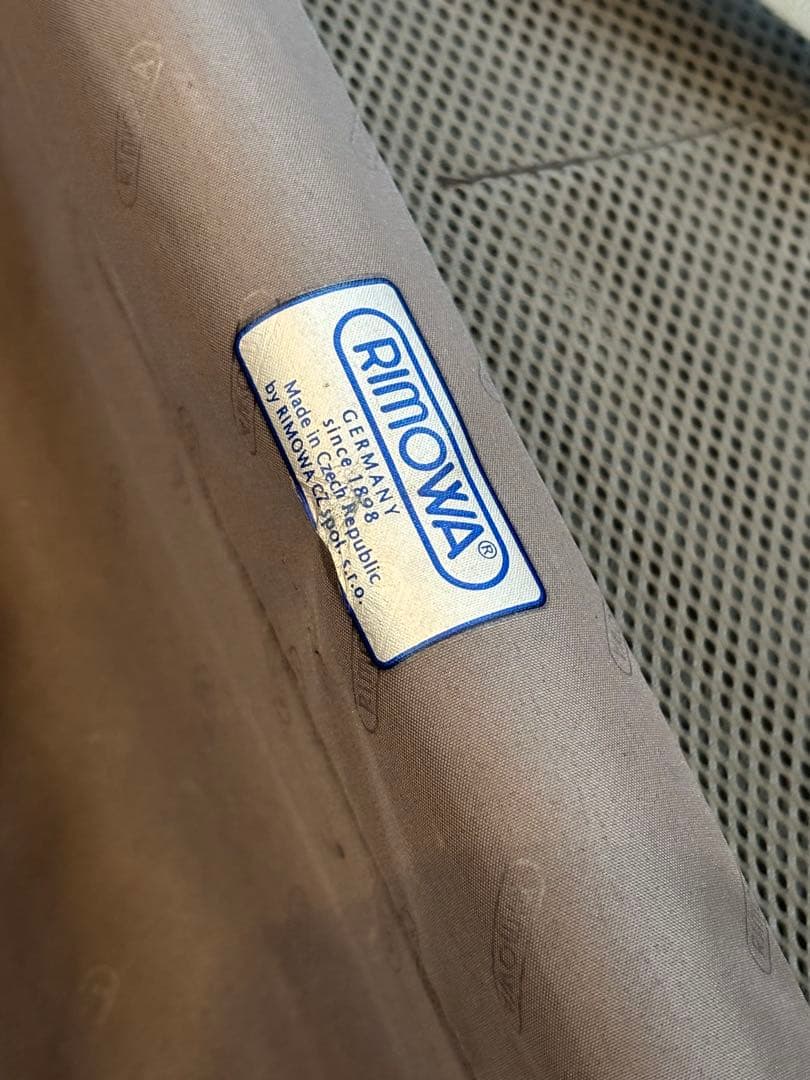 RIMOWA®
GERMANY
since 1898
Made in Czech Republic
by RIMOWA CZ spol. s.r.o.